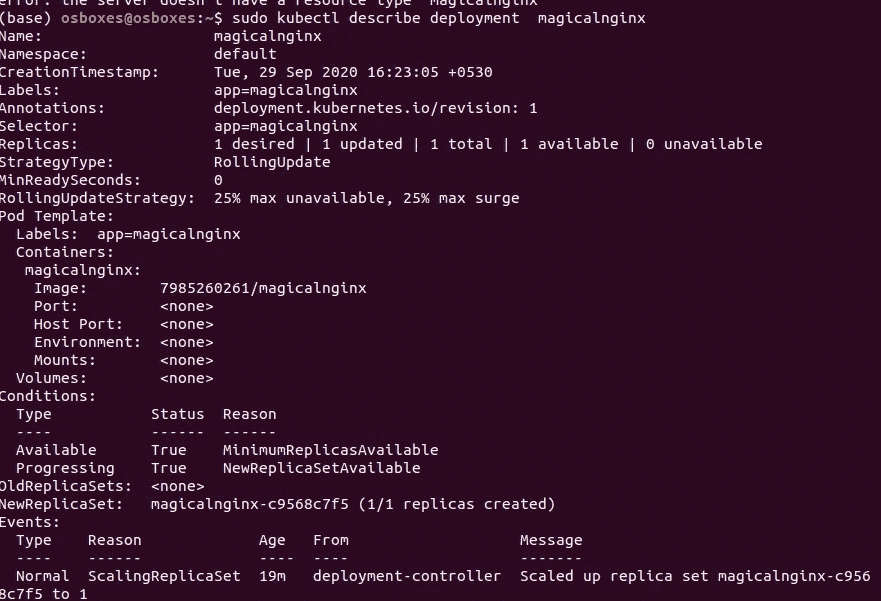 error: the server doesn't have a resource type "magicalnginx"
(base) osboxes@osboxes:~$ sudo kubectl describe deployment  magicalnginx
Name:                   magicalnginx
Namespace:              default
CreationTimestamp:      Tue, 29 Sep 2020 16:23:05 +0530
Labels:                 app=magicalnginx
Annotations:            deployment.kubernetes.io/revision: 1
Selector:               app=magicalnginx
Replicas:               1 desired | 1 updated | 1 total | 1 available | 0 unavailable
StrategyType:           RollingUpdate
MinReadySeconds:        0
RollingUpdateStrategy:  25% max unavailable, 25% max surge
Pod Template:
  Labels:  app=magicalnginx
  Containers:
   magicalnginx:
    Image:        7985260261/magicalnginx
    Port:         <none>
    Host Port:    <none>
    Environment:  <none>
    Mounts:       <none>
  Volumes:        <none>
Conditions:
  Type           Status  Reason
  ----           ------  ------
  Available      True    MinimumReplicasAvailable
  Progressing    True    NewReplicaSetAvailable
OldReplicaSets:  <none>
NewReplicaSet:   magicalnginx-c9568c7f5 (1/1 replicas created)
Events:
  Type    Reason             Age   From                   Message
  ----    ------             ----  ----                   -------
  Normal  ScalingReplicaSet  19m   deployment-controller  Scaled up replica set magicalnginx-c956
8c7f5 to 1